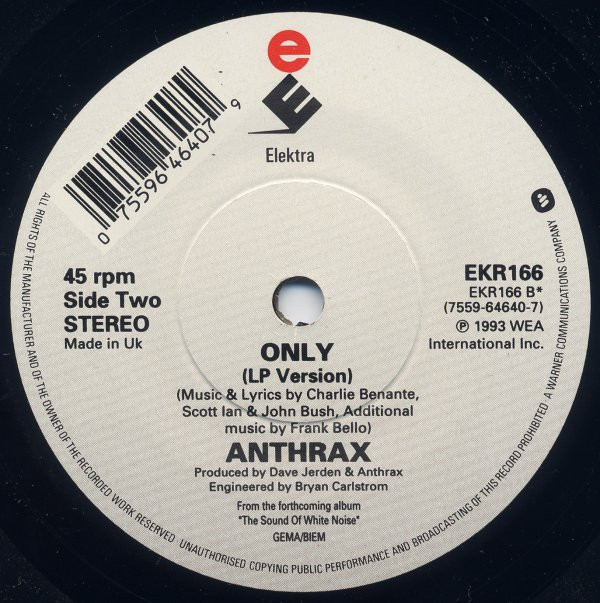 e
E
Elektra
0 75596 46407 9
45 rpm
Side Two
STEREO
Made in Uk
EKR166
EKR166 B*
(7559-64640-7)
℗ 1993 WEA
International Inc.
ONLY
(LP Version)
(Music & Lyrics by Charlie Benante,
Scott Ian & John Bush, Additional
music by Frank Bello)
ANTHRAX
Produced by Dave Jerden & Anthrax
Engineered by Bryan Carlstrom
From the forthcoming album
"The Sound Of White Noise"
GEMA/BIEM
ALL RIGHTS OF THE MANUFACTURER AND OF THE OWNER OF THE RECORDED WORK RESERVED UNAUTHORISED COPYING PUBLIC PERFORMANCE AND BROADCASTING OF THIS RECORD PROHIBITED A WARNER COMMUNICATIONS COMPANY